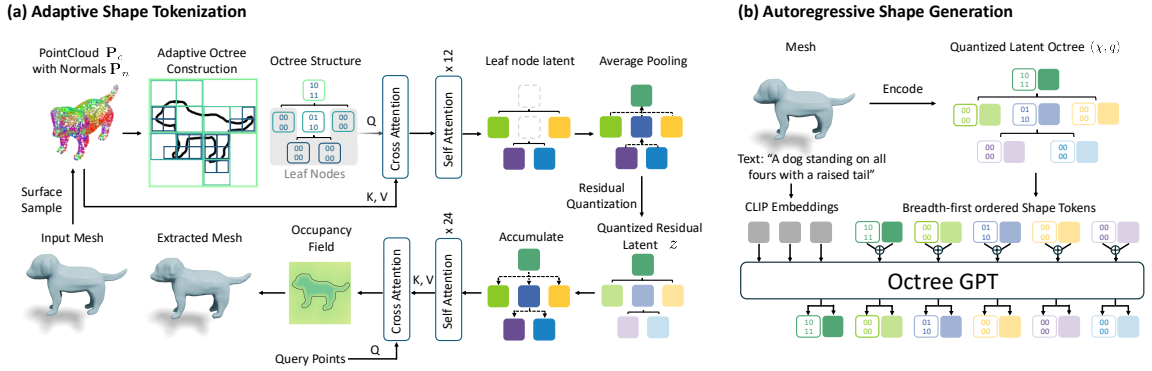 (a) Adaptive Shape Tokenization
PointCloud P_c
with Normals P_n
Adaptive Octree
Construction
Octree Structure
10
11
00
00
01
10
00
00
00
00
00
00
Leaf Nodes
Q
Cross Attention
Self Attention
x 12
Leaf node latent
Average Pooling
K, V
Surface
Sample
Residual
Quantization
Input Mesh
Extracted Mesh
Occupancy
Field
Cross Attention
K, V
Self Attention
x 24
Accumulate
Quantized Residual
Latent z
Query Points
Q
(b) Autoregressive Shape Generation
Mesh
Quantized Latent Octree (χ, q)
Encode
10
11
00
00
01
10
00
00
00
00
00
00
Text: “A dog standing on all
fours with a raised tail”
CLIP Embeddings
Breadth-first ordered Shape Tokens
10
11
00
00
01
10
00
00
00
00
00
00
Octree GPT
10
11
00
00
01
10
00
00
00
00
00
00